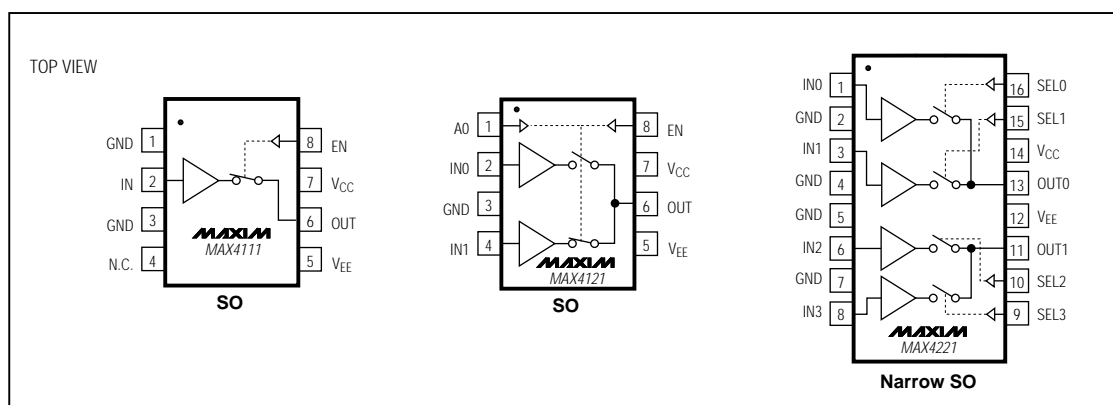 TOP VIEW
GND 1
IN 2
GND 3
N.C. 4
8 EN
7 VCC
6 OUT
5 VEE
MAXIM
MAX4111
SO
A0 1
IN0 2
GND 3
IN1 4
8 EN
7 VCC
6 OUT
5 VEE
MAXIM
MAX4121
SO
IN0 1
GND 2
IN1 3
GND 4
GND 5
IN2 6
GND 7
IN3 8
16 SEL0
15 SEL1
14 VCC
13 OUT0
12 VEE
11 OUT1
10 SEL2
9 SEL3
MAXIM
MAX4221
Narrow SO